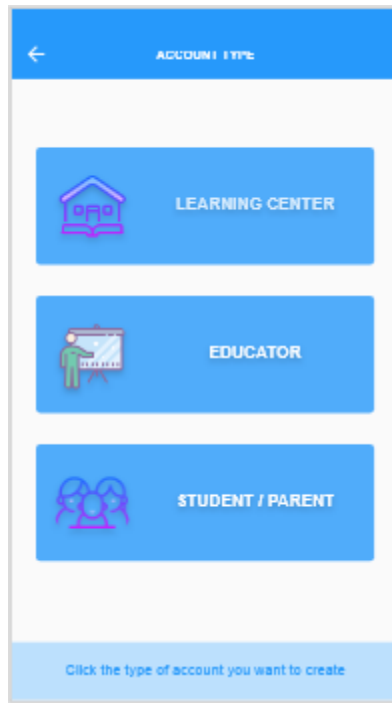 ACCOUNT TYPE
LEARNING CENTER
EDUCATOR
STUDENT / PARENT
Click the type of account you want to create